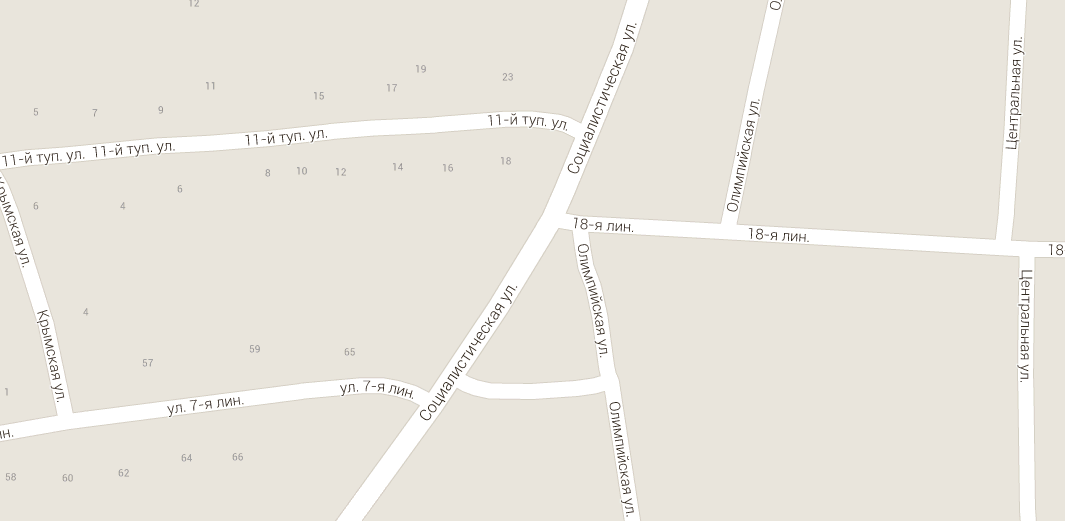 12
Социалистическая ул.
Центральная ул.
19
23
17
11
15
5
7
9
Олимпийская ул.
11-й туп. ул.
11-й туп. ул.
11-й туп. ул.
11-й туп. ул.
18
16
14
12
10
8
6
4
6
Крымская ул.
18-я лин.
18-я лин.
18
Олимпийская ул.
Центральная ул.
Социалистическая ул.
Крымская ул.
4
59
65
57
1
ул. 7-я лин.
ул. 7-я лин.
Олимпийская ул.
64
66
62
60
58